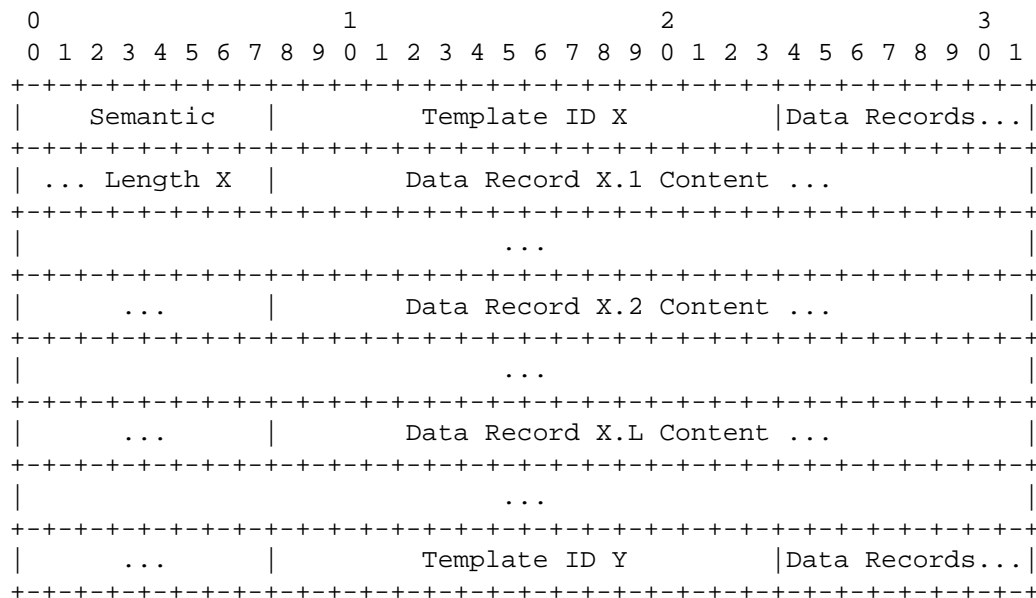 0                   1                   2                   3
 0 1 2 3 4 5 6 7 8 9 0 1 2 3 4 5 6 7 8 9 0 1 2 3 4 5 6 7 8 9 0 1
+-+-+-+-+-+-+-+-+-+-+-+-+-+-+-+-+-+-+-+-+-+-+-+-+-+-+-+-+-+-+-+-+
|    Semantic   |         Template ID X         |Data Records...|
+-+-+-+-+-+-+-+-+-+-+-+-+-+-+-+-+-+-+-+-+-+-+-+-+-+-+-+-+-+-+-+-+
| ... Length X  |        Data Record X.1 Content ...            |
+-+-+-+-+-+-+-+-+-+-+-+-+-+-+-+-+-+-+-+-+-+-+-+-+-+-+-+-+-+-+-+-+
|                              ...                              |
+-+-+-+-+-+-+-+-+-+-+-+-+-+-+-+-+-+-+-+-+-+-+-+-+-+-+-+-+-+-+-+-+
|      ...      |        Data Record X.2 Content ...            |
+-+-+-+-+-+-+-+-+-+-+-+-+-+-+-+-+-+-+-+-+-+-+-+-+-+-+-+-+-+-+-+-+
|                              ...                              |
+-+-+-+-+-+-+-+-+-+-+-+-+-+-+-+-+-+-+-+-+-+-+-+-+-+-+-+-+-+-+-+-+
|      ...      |        Data Record X.L Content ...            |
+-+-+-+-+-+-+-+-+-+-+-+-+-+-+-+-+-+-+-+-+-+-+-+-+-+-+-+-+-+-+-+-+
|                              ...                              |
+-+-+-+-+-+-+-+-+-+-+-+-+-+-+-+-+-+-+-+-+-+-+-+-+-+-+-+-+-+-+-+-+
|      ...      |         Template ID Y         |Data Records...|
+-+-+-+-+-+-+-+-+-+-+-+-+-+-+-+-+-+-+-+-+-+-+-+-+-+-+-+-+-+-+-+-+